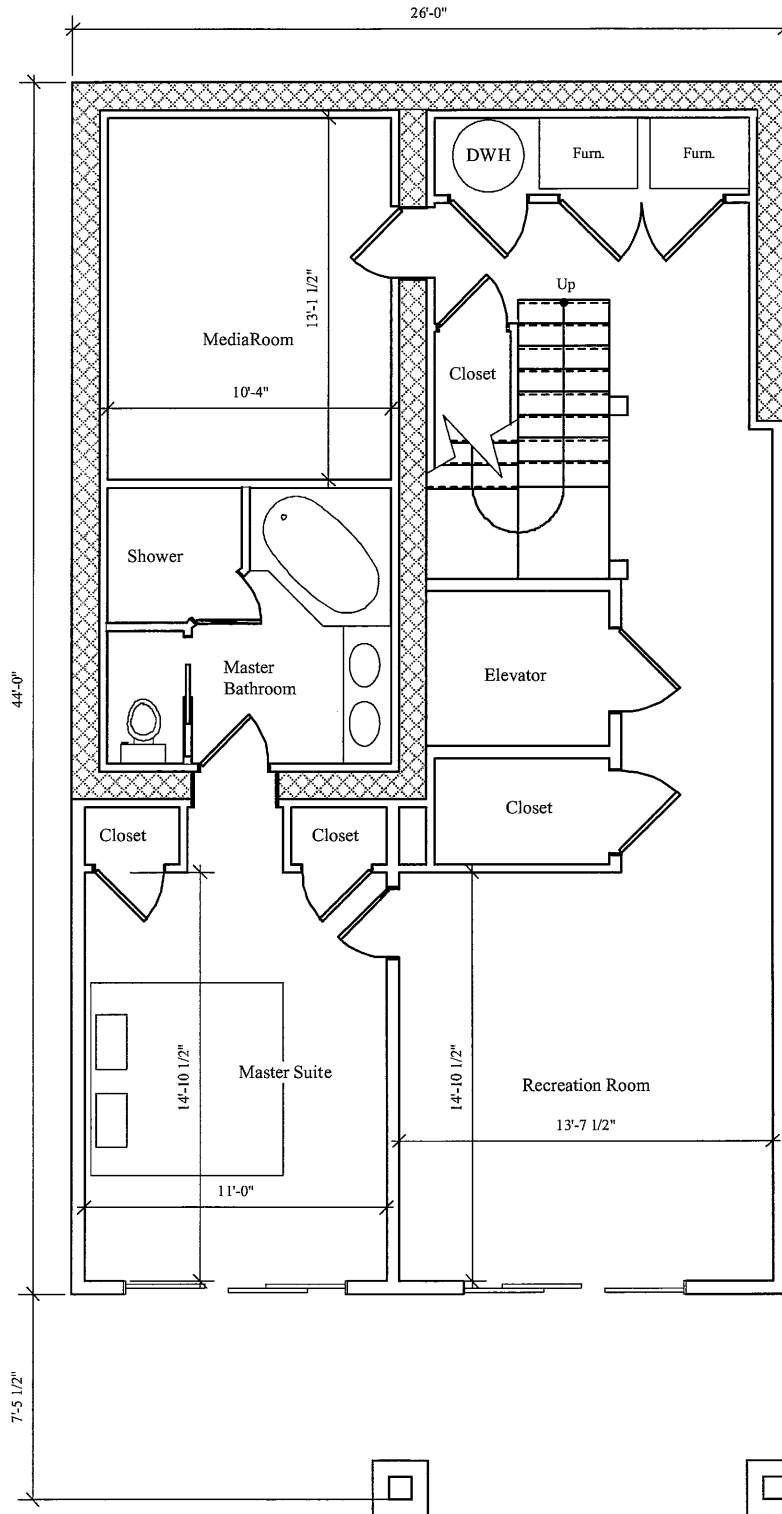 26'-0"
DWH
Furn.
Furn.
Up
13'-1 1/2"
MediaRoom
Closet
10'-4"
Shower
Master
Bathroom
Elevator
44'-0"
Closet
Closet
Closet
14'-10 1/2"
Master Suite
14'-10 1/2"
Recreation Room
13'-7 1/2"
11'-0"
7'-5 1/2"